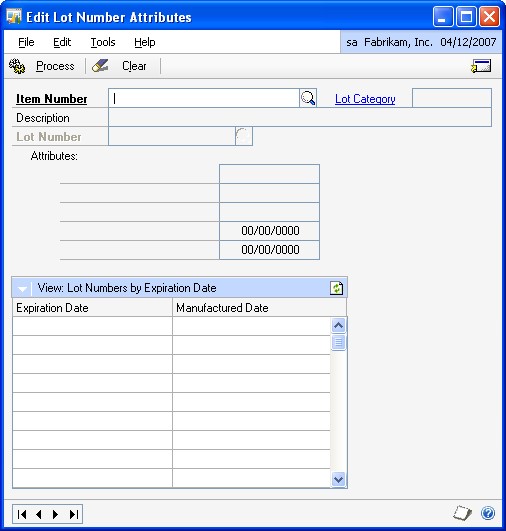 Edit Lot Number Attributes
File Edit Tools Help sa Fabrikam, Inc. 04/12/2007
Process Clear
Item Number Lot Category
Description
Lot Number
Attributes:
00/00/0000
00/00/0000
View: Lot Numbers by Expiration Date
Expiration Date Manufactured Date